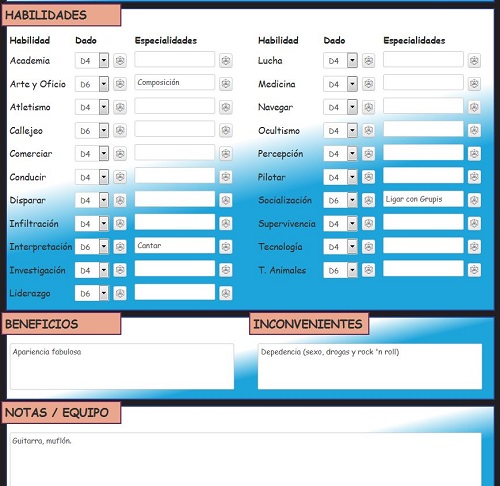 HABILIDADES
Habilidad Dado Especialidades Habilidad Dado Especialidades
Academia D4 Lucha D4
Arte y Oficio D6 Composición Medicina D4
Atletismo D4 Navegar D4
Callejeo D6 Ocultismo D4
Comerciar D4 Percepción D4
Conducir D4 Pilotar D4
Disparar D4 Socialización D6 Ligar con Grupis
Infiltración D4 Supervivencia D4
Interpretación D6 Cantar Tecnología D4
Investigación D4 T. Animales D6
Liderazgo D6
BENEFICIOS INCONVENIENTES
Apariencia fabulosa Depedencia (sexo, drogas y rock 'n roll)
NOTAS / EQUIPO
Guitarra, muflón.